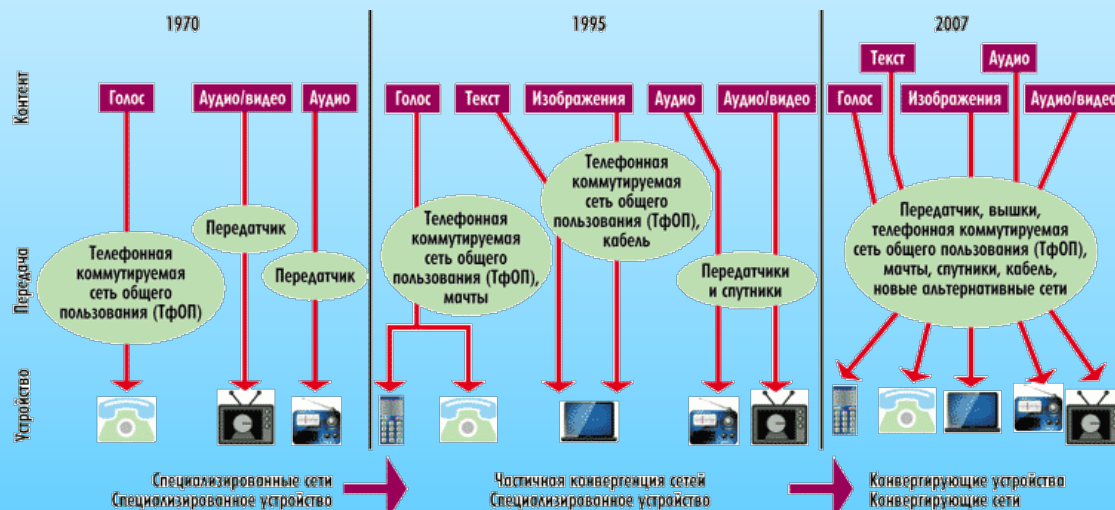 1970
1995
2007
Контент
Передача
Устройство
Голос
Аудио/видео
Аудио
Телефонная
коммутируемая
сеть общего
пользования (ТфОП)
Передатчик
Передатчик
Голос
Текст
Изображения
Аудио
Аудио/видео
Телефонная
коммутируемая
сеть общего
пользования (ТфОП),
мачты
Телефонная
коммутируемая
сеть общего
пользования (ТфОП),
кабель
Передатчики
и спутники
Текст
Аудио
Голос
Изображения
Аудио/видео
Передатчик, вышки,
телефонная коммутируемая
сеть общего пользования (ТфОП),
мачты, спутники, кабель,
новые альтернативные сети
Специализированные сети
Специализированное устройство
Частичная конвергенция сетей
Специализированное устройство
Конвергирующие устройства
Конвергирующие сети